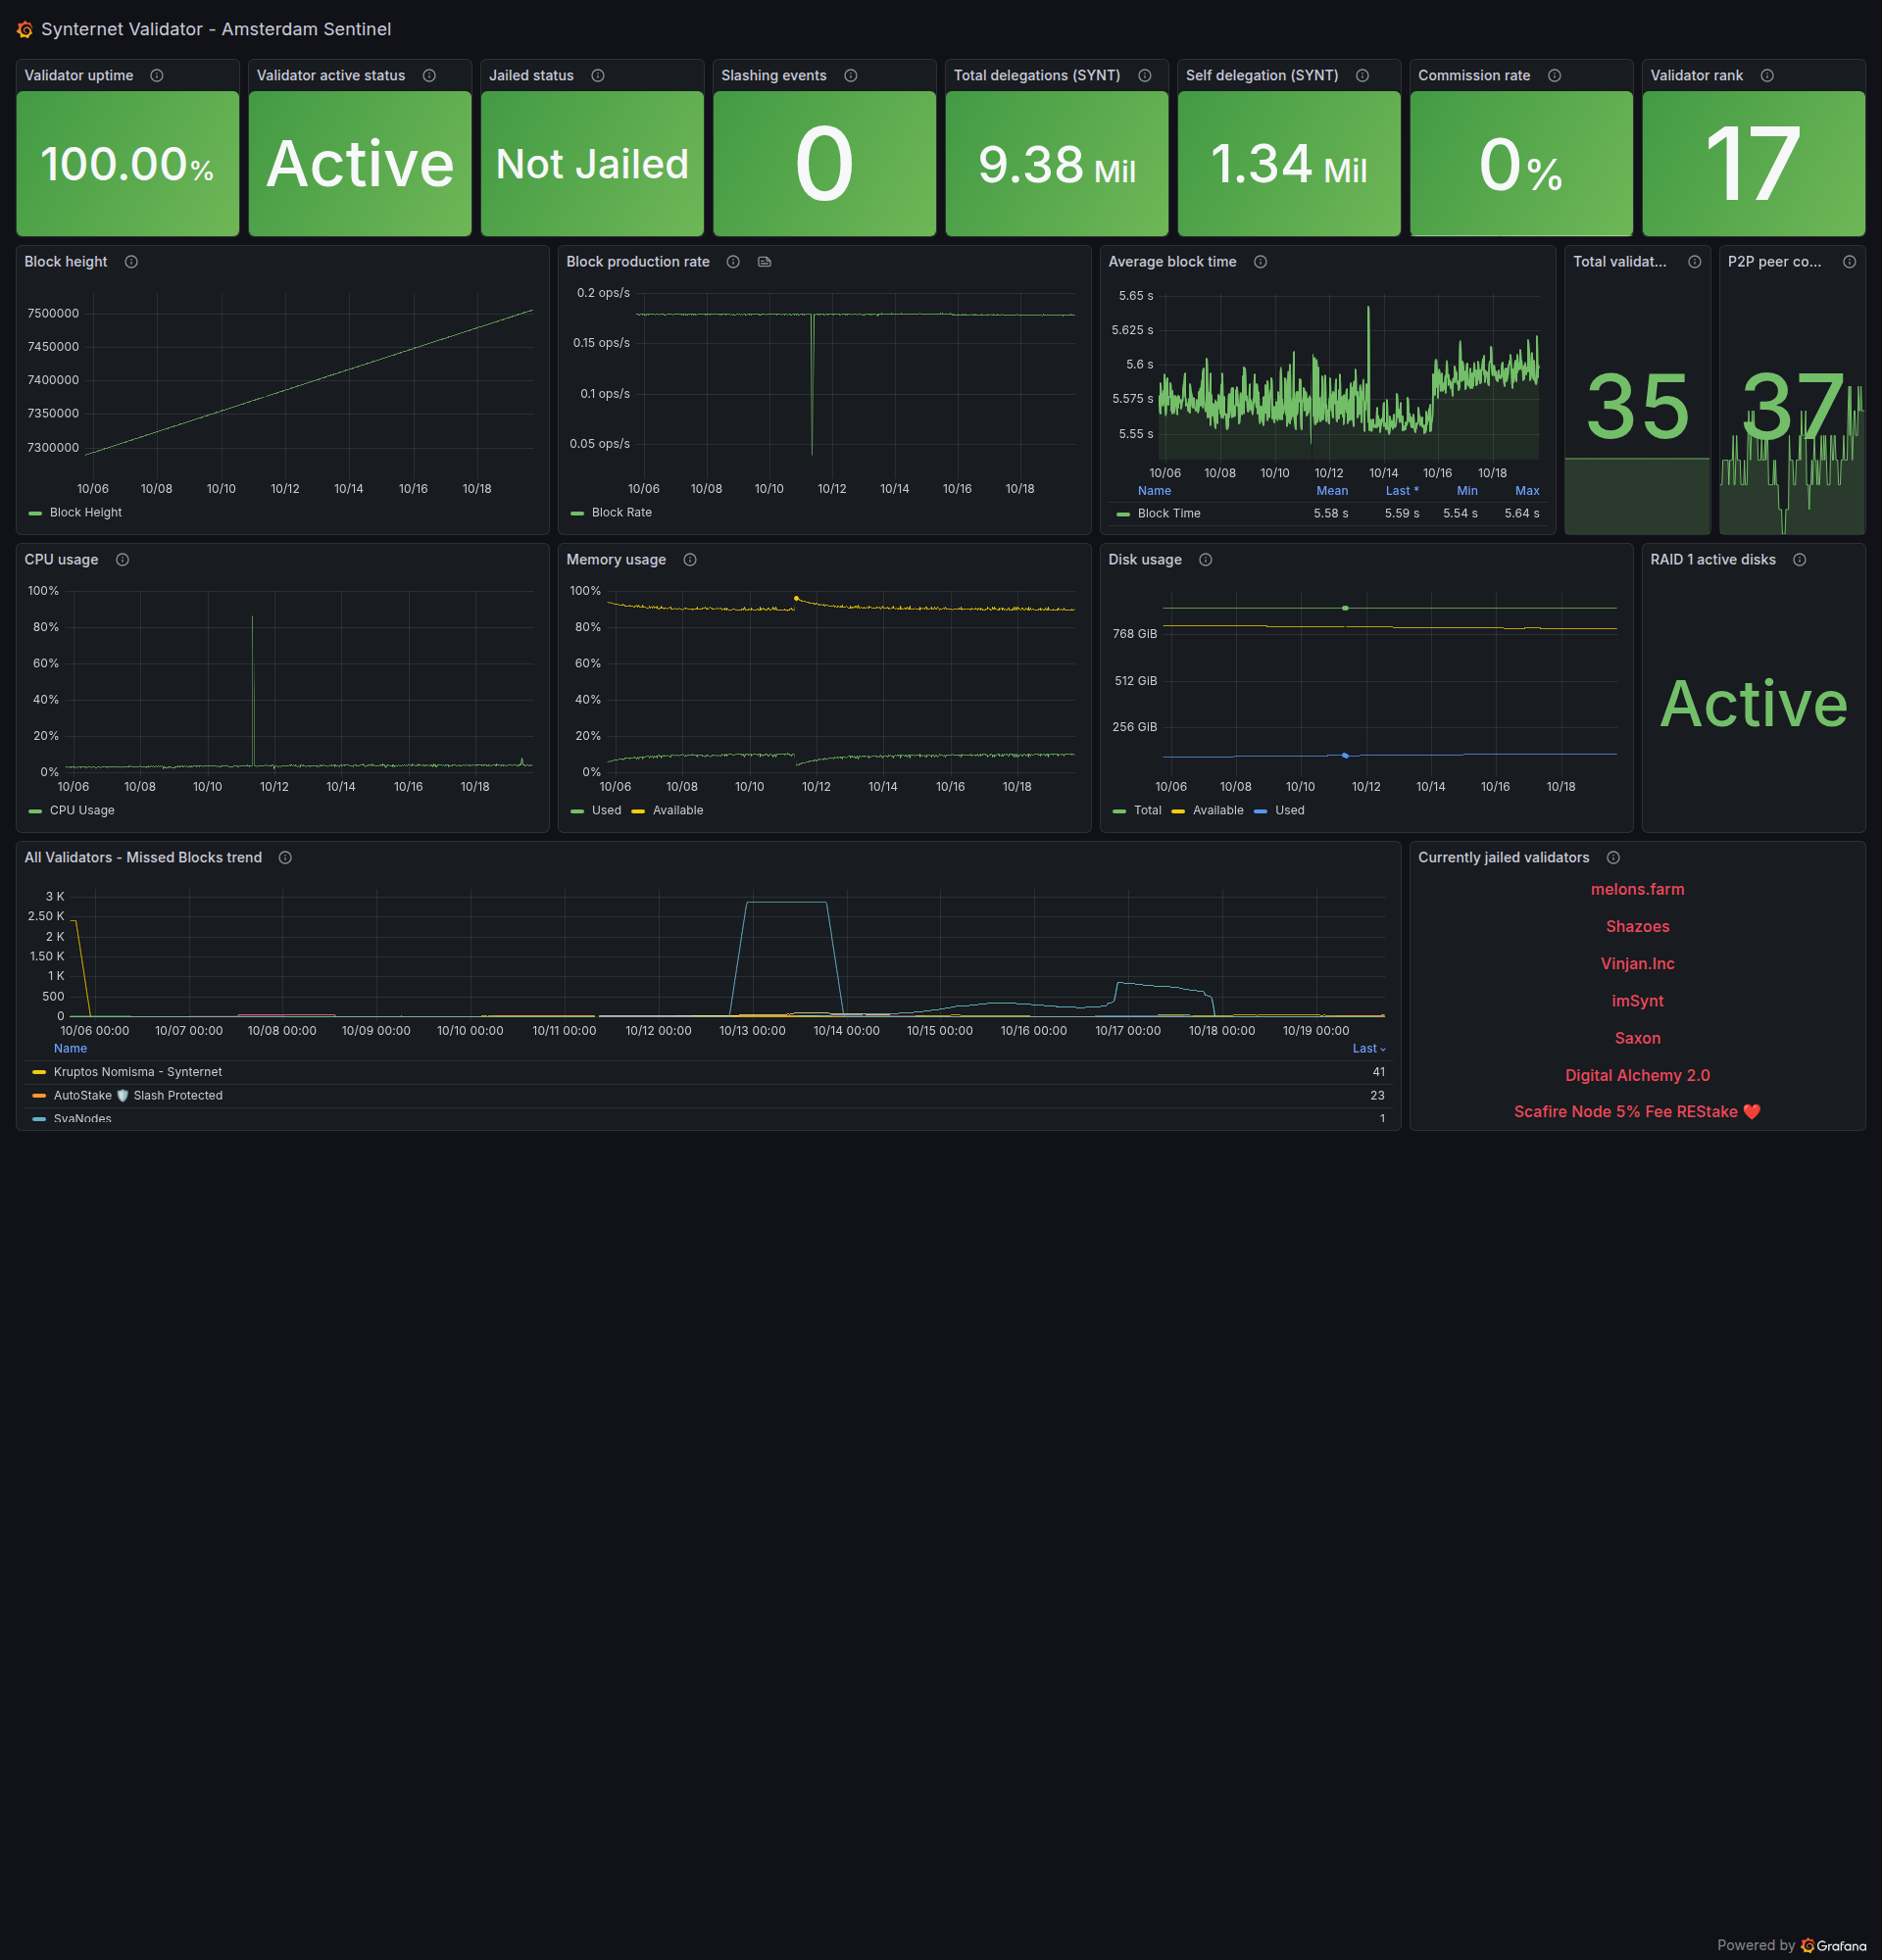 Synternet Validator - Amsterdam Sentinel
Validator uptime
100.00%
Validator active status
Active
Jailed status
Not Jailed
Slashing events
0
Total delegations (SYNT)
9.38 Mil
Self delegation (SYNT)
1.34 Mil
Commission rate
0%
Validator rank
17
Block height
7500000
7450000
7400000
7350000
7300000
10/06 10/08 10/10 10/12 10/14 10/16 10/18
Block Height
Block production rate
0.2 ops/s
0.15 ops/s
0.1 ops/s
0.05 ops/s
10/06 10/08 10/10 10/12 10/14 10/16 10/18
Block Rate
Average block time
5.65 s
5.625 s
5.6 s
5.575 s
5.55 s
10/06 10/08 10/10 10/12 10/14 10/16 10/18
Name Mean Last * Min Max
Block TIme 5.58 s 5.59 s 5.54 s 5.64 s
Total validat...
35
P2P peer co...
37
CPU usage
100%
80%
60%
40%
20%
0%
10/06 10/08 10/10 10/12 10/14 10/16 10/18
CPU Usage
Memory usage
100%
80%
60%
40%
20%
0%
10/06 10/08 10/10 10/12 10/14 10/16 10/18
Used Available
Disk usage
768 GiB
512 GiB
256 GiB
10/06 10/08 10/10 10/12 10/14 10/16 10/18
Total Available Used
RAID 1 active disks
Active
All Validators - Missed Blocks trend
3 K
2.50 K
2 K
1.50 K
1 K
500
0
10/06 00:00 10/07 00:00 10/08 00:00 10/09 00:00 10/10 00:00 10/11 00:00 10/12 00:00 10/13 00:00 10/14 00:00 10/15 00:00 10/16 00:00 10/17 00:00 10/18 00:00 10/19 00:00
Name Last
Kruptos Nomisma - Synternet 41
AutoStake 🛡️ Slash Protected 23
SvaNodes 1
Currently jailed validators
melons.farm
Shazoes
Vinjan.Inc
imSynt
Saxon
Digital Alchemy 2.0
Scafire Node 5% Fee REStake ❤️
Powered by Grafana